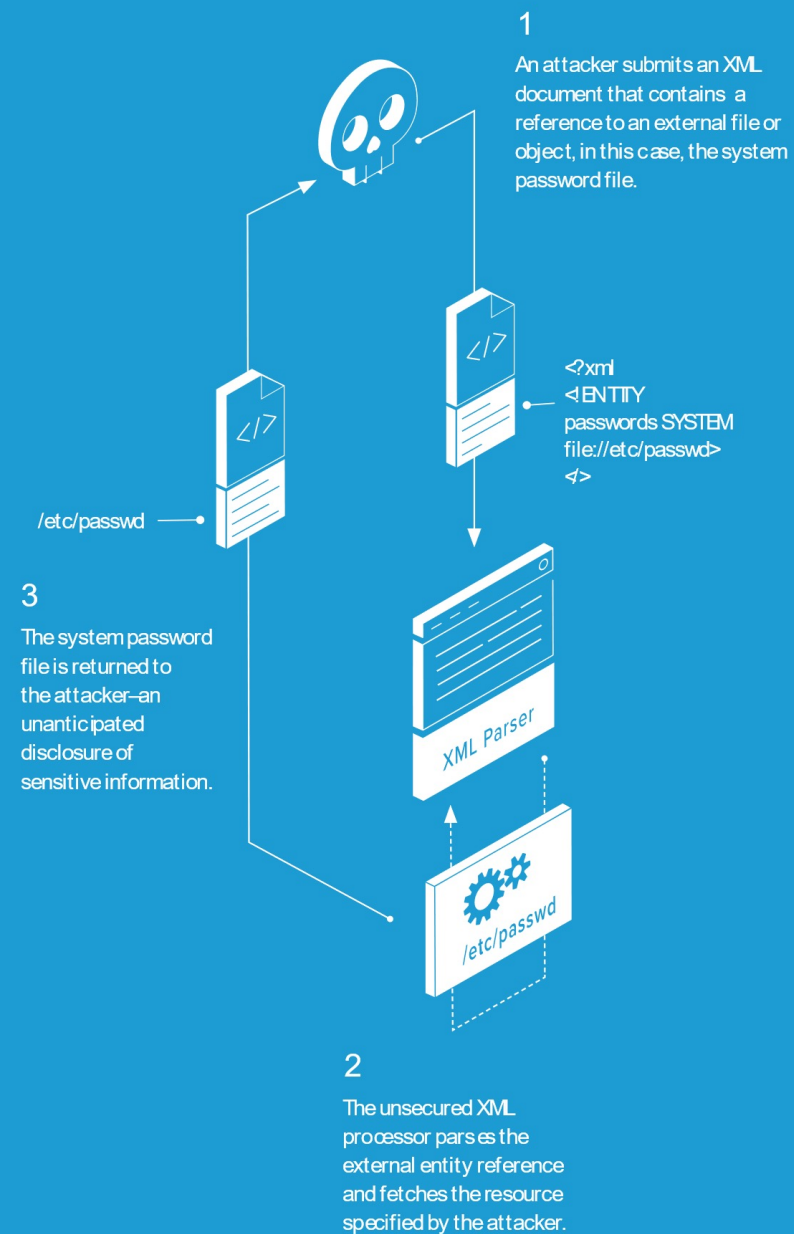 1
An attacker submits an XML
document that contains a
reference to an external file or
object, in this case, the system
password file.
</>
<?xml
<!ENTITY
passwords SYSTEM
file://etc/passwd>
</>
</>
/etc/passwd
3
The system password
file is returned to
the attacker–an
unanticipated
disclosure of
sensitive information.
XML Parser
/etc/passwd
2
The unsecured XML
processor parses the
external entity reference
and fetches the resource
specified by the attacker.